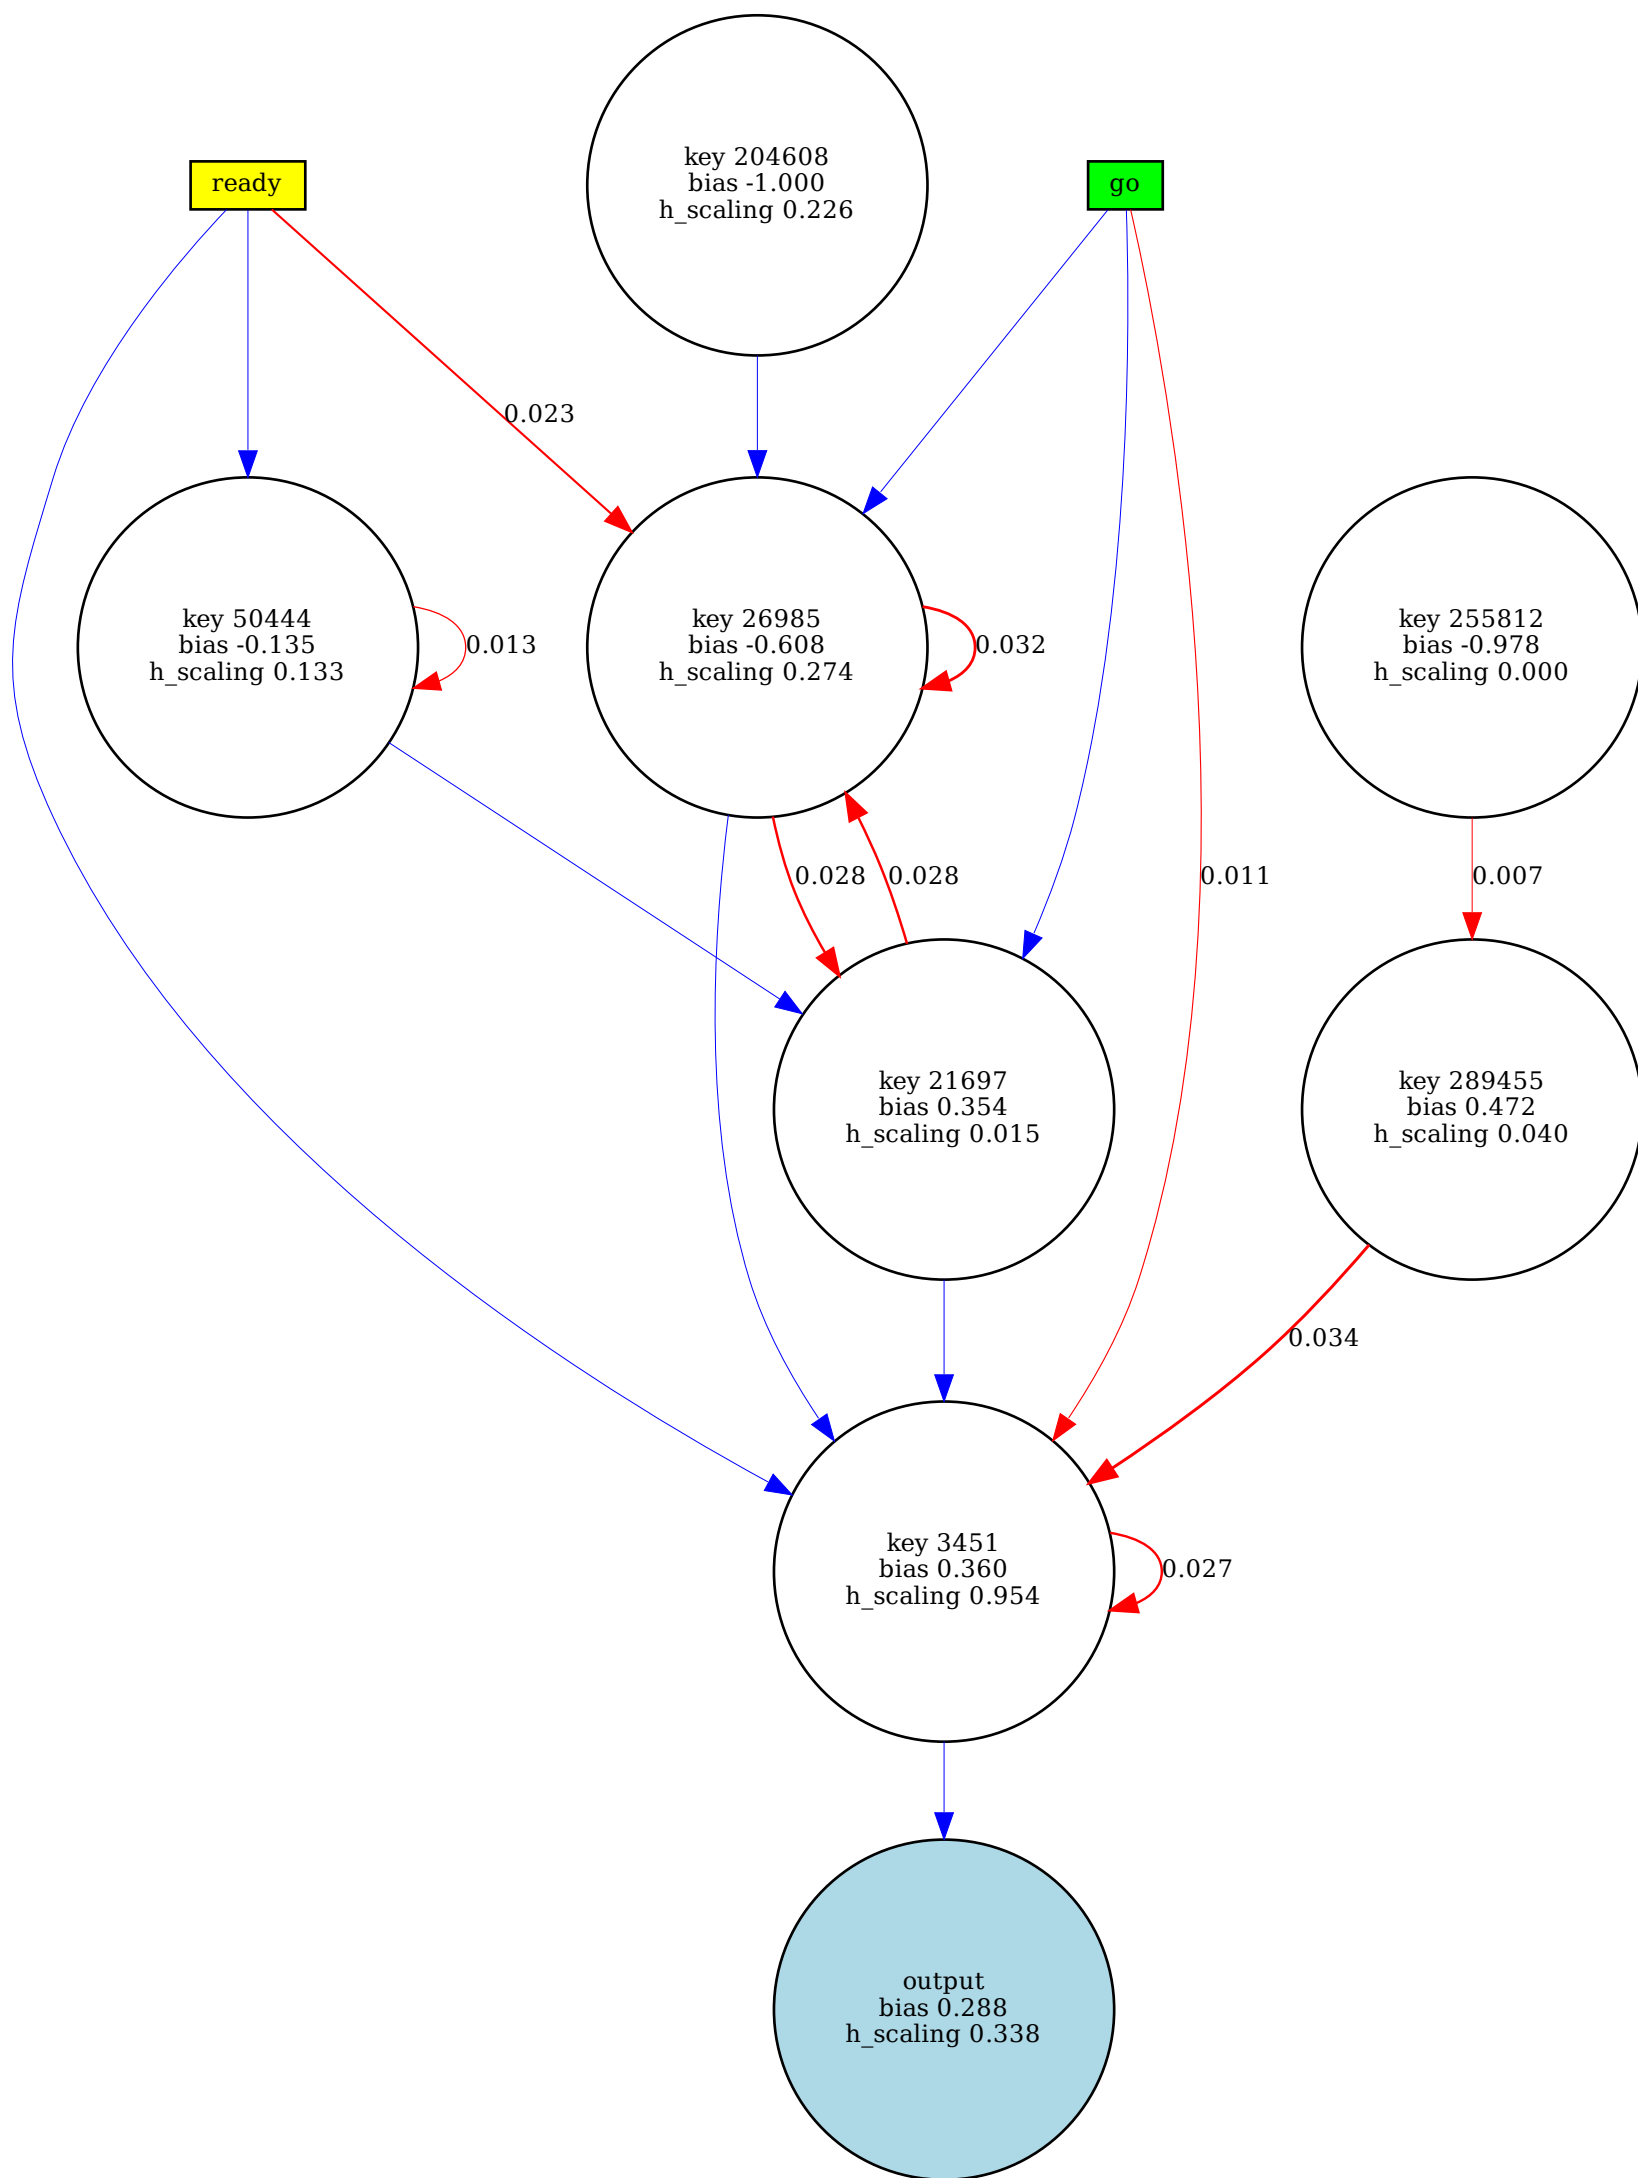 key 204608
bias -1.000
h_scaling 0.226
ready
go
0.023
key 50444
bias -0.135
h_scaling 0.133
0.013
key 26985
bias -0.608
h_scaling 0.274
0.032
key 255812
bias -0.978
h_scaling 0.000
0.028
0.028
0.011
0.007
key 21697
bias 0.354
h_scaling 0.015
key 289455
bias 0.472
h_scaling 0.040
0.034
key 3451
bias 0.360
h_scaling 0.954
0.027
output
bias 0.288
h_scaling 0.338